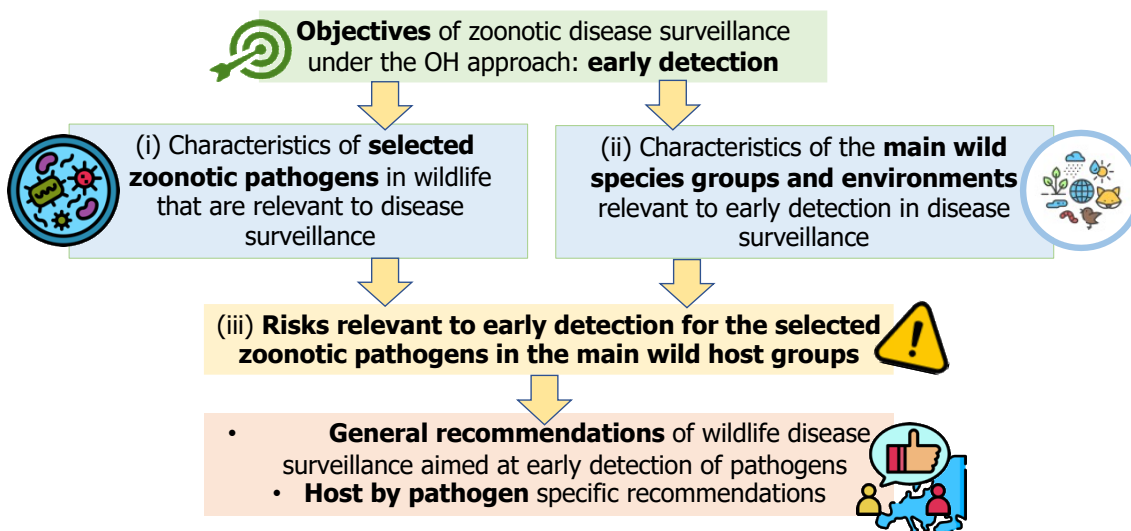 Objectives of zoonotic disease surveillance
under the OH approach: early detection
(i) Characteristics of selected
zoonotic pathogens in wildlife
that are relevant to disease
surveillance
(ii) Characteristics of the main wild
species groups and environments
relevant to early detection in disease
surveillance
(iii) Risks relevant to early detection for the selected
zoonotic pathogens in the main wild host groups
• General recommendations of wildlife disease
surveillance aimed at early detection of pathogens
• Host by pathogen specific recommendations